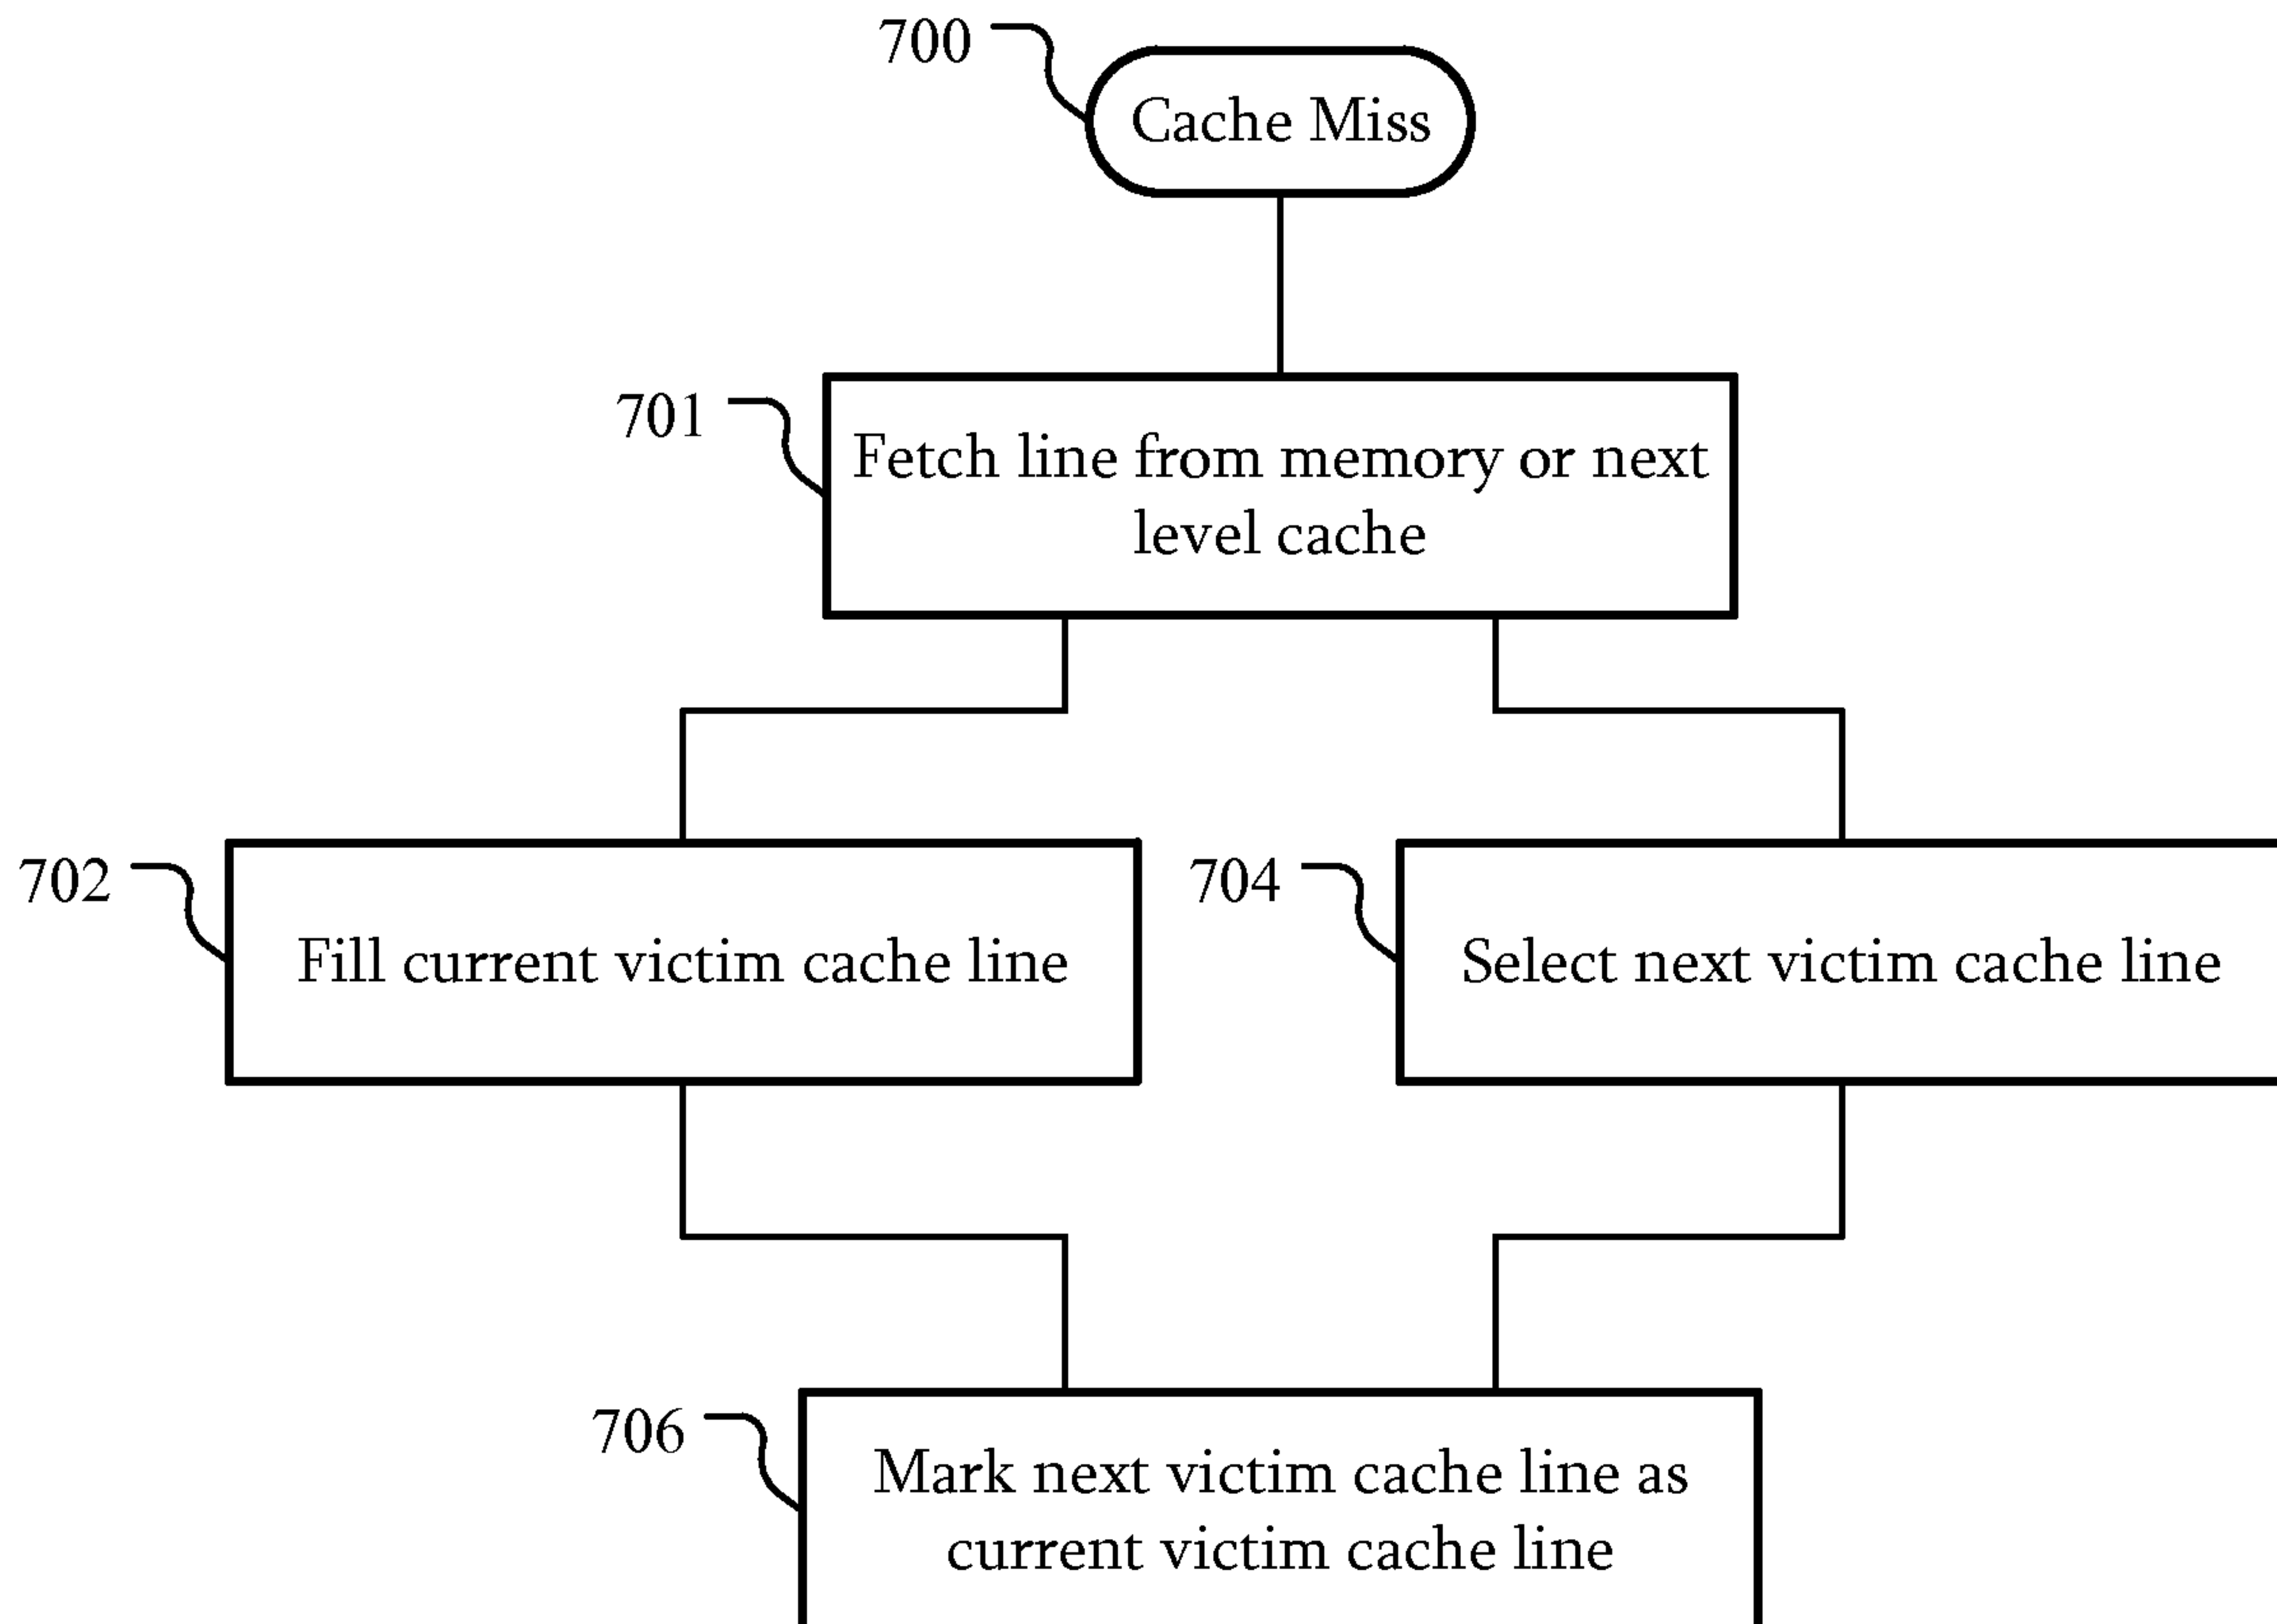 700
Cache Miss
701
Fetch line from memory or next
level cache
702
Fill current victim cache line
704
Select next victim cache line
706
Mark next victim cache line as
current victim cache line